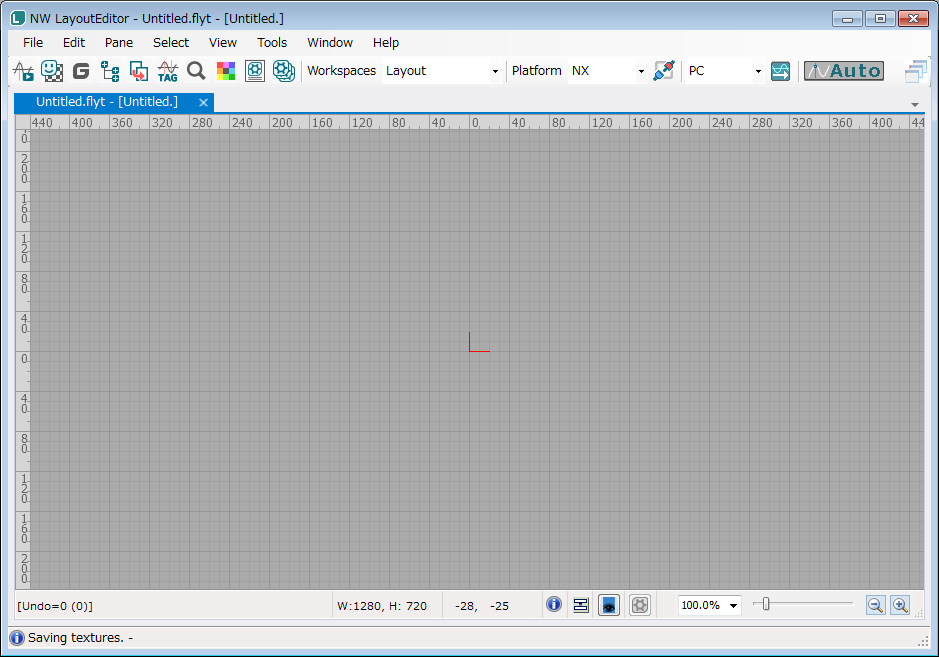 NW LayoutEditor - Untitled.flyt - [Untitled.]
File Edit Pane Select View Tools Window Help
G TAG Workspaces Layout Platform NX PC Auto
Untitled.flyt - [Untitled.]
440 400 360 320 280 240 200 160 120 80 40 0 40 80 120 160 200 240 280 320 360 400 44
0
200
160
120
80
40
0
40
80
120
160
200
[Undo=0 (0)] W:1280, H: 720 -28, -25 100.0%
Saving textures. -